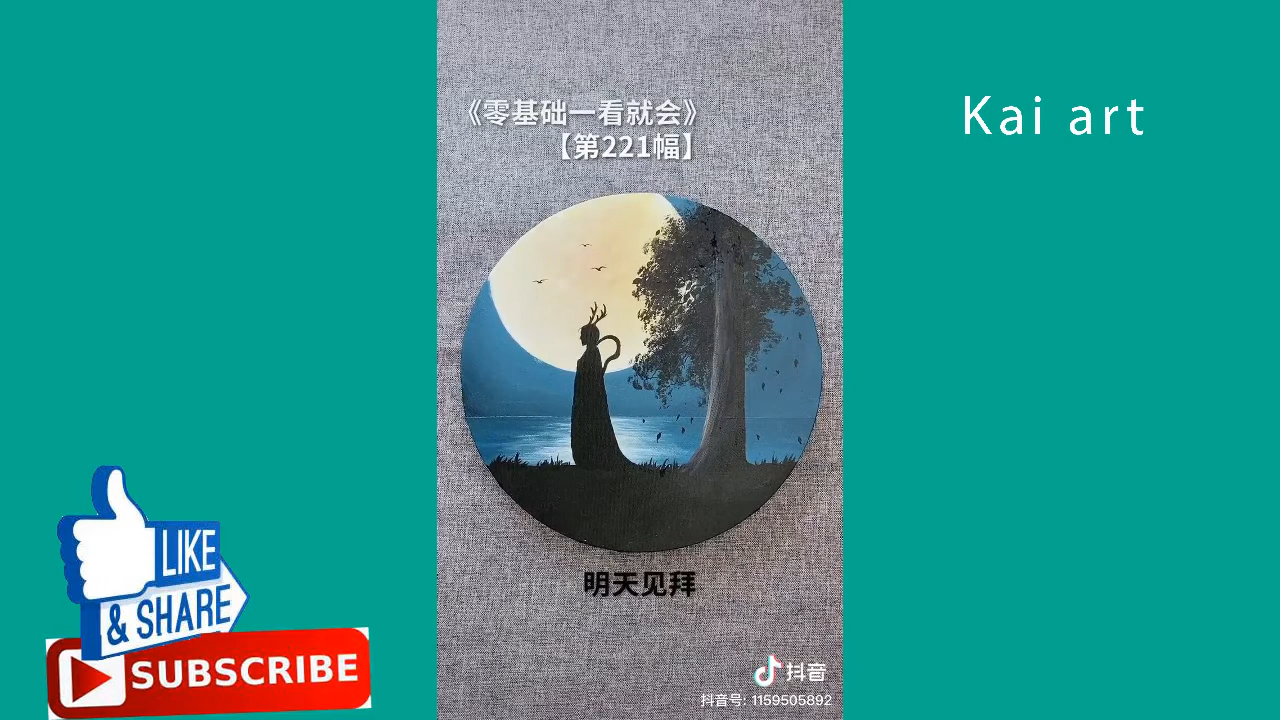 《零基础一看就会》
【第221幅】
Kai art
明天见拜
LIKE
& SHARE
SUBSCRIBE
抖音
抖音号: 1159505892